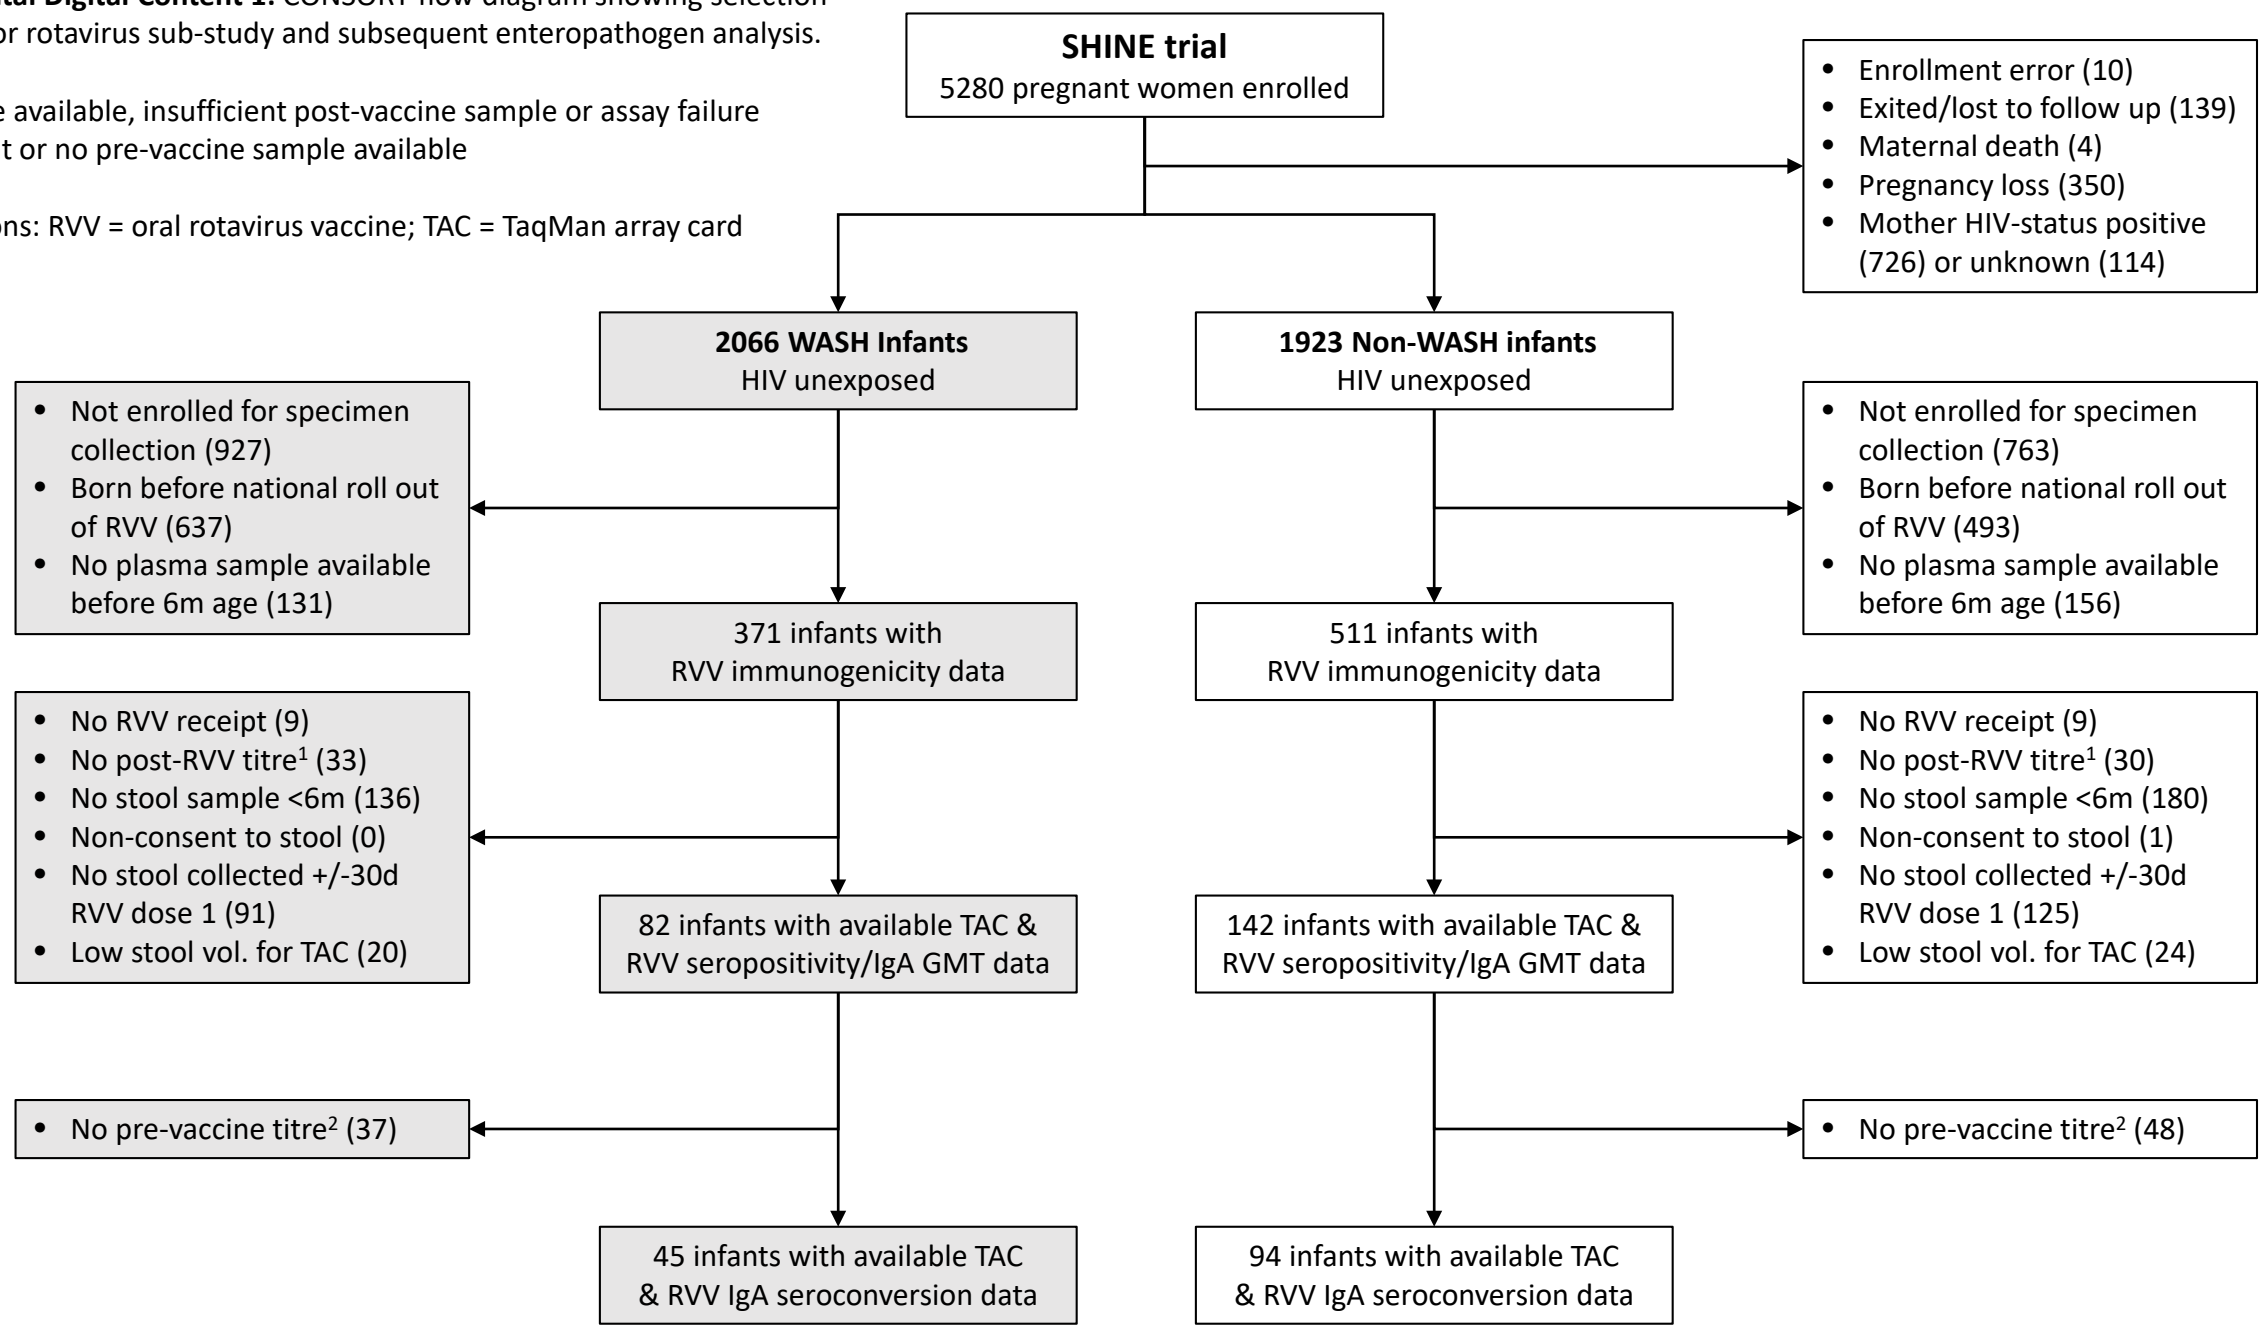 Digital Content 1: CONSORT flow diagram showing selection
or rotavirus sub-study and subsequent enteropathogen analysis.
available, insufficient post-vaccine sample or assay failure
or no pre-vaccine sample available
RVV = oral rotavirus vaccine; TAC = TaqMan array card
SHINE trial
5280 pregnant women enrolled
• Enrollment error (10)
• Exited/lost to follow up (139)
• Maternal death (4)
• Pregnancy loss (350)
• Mother HIV-status positive
(726) or unknown (114)
2066 WASH Infants
HIV unexposed
1923 Non-WASH infants
HIV unexposed
• Not enrolled for specimen
collection (927)
• Born before national roll out
of RVV (637)
• No plasma sample available
before 6m age (131)
• Not enrolled for specimen
collection (763)
• Born before national roll out
of RVV (493)
• No plasma sample available
before 6m age (156)
371 infants with
RVV immunogenicity data
511 infants with
RVV immunogenicity data
• No RVV receipt (9)
• No post-RVV titre¹ (33)
• No stool sample <6m (136)
• Non-consent to stool (0)
• No stool collected +/-30d
RVV dose 1 (91)
• Low stool vol. for TAC (20)
• No RVV receipt (9)
• No post-RVV titre¹ (30)
• No stool sample <6m (180)
• Non-consent to stool (1)
• No stool collected +/-30d
RVV dose 1 (125)
• Low stool vol. for TAC (24)
82 infants with available TAC &
RVV seropositivity/IgA GMT data
142 infants with available TAC &
RVV seropositivity/IgA GMT data
• No pre-vaccine titre² (37)
• No pre-vaccine titre² (48)
45 infants with available TAC
& RVV IgA seroconversion data
94 infants with available TAC
& RVV IgA seroconversion data